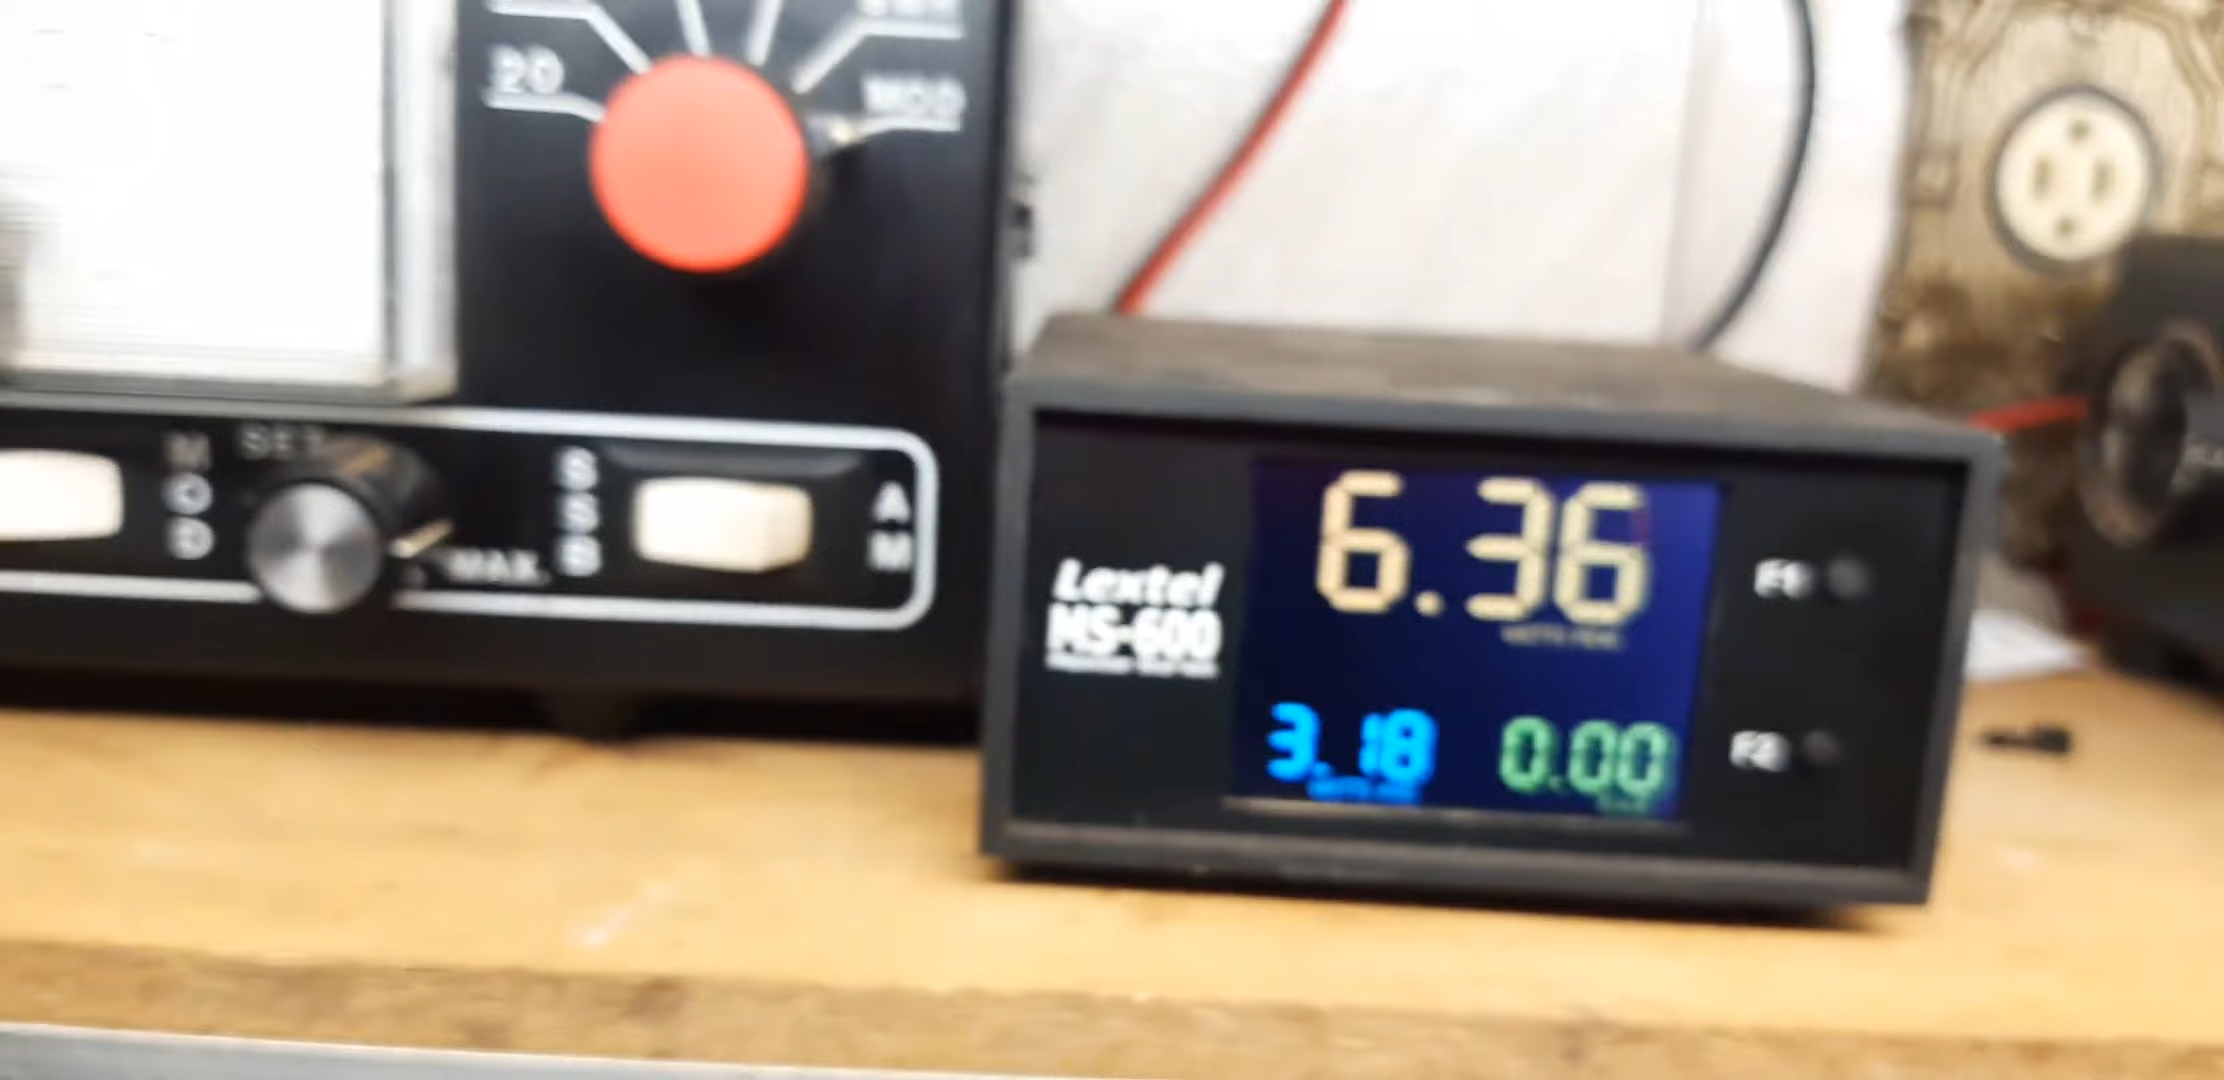 20
MOD
MOD
SET
MAX.
SSB
AM
Lextel
MS-600
6.36
3.18
0.00
F1
F2